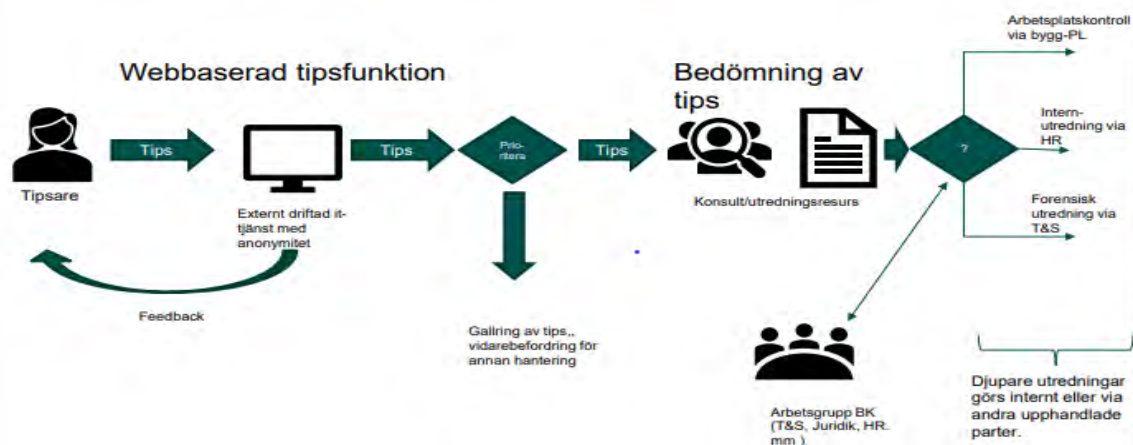 Webbaserad tipsfunktion
Bedömning av
tips
Tipsare
Tips
Externt driftad it-
tjänst med
anonymitet
Feedback
Tips
Prio-
ritera
Gallring av tips,,
vidarebefordring för
annan hantering
Tips
Konsult/utredningsresurs
?
Arbetsgrupp BK
(T&S, Juridik, HR.
mm ).
Arbetsplatskontroll
via bygg-PL
Intern-
utredning via
HR
Forensisk
utredning via
T&S
Djupare utredningar
görs internt eller via
andra upphandlade
parter.